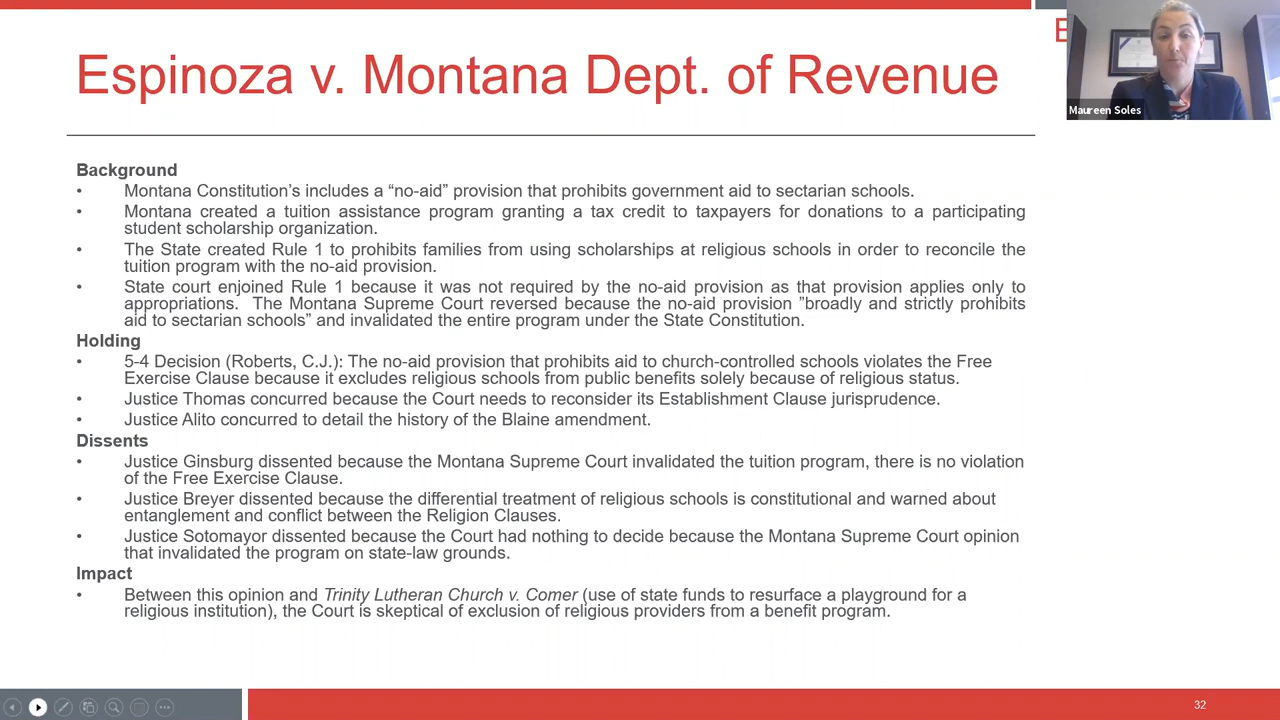 Espinoza v. Montana Dept. of Revenue
E
Maureen Soles
Background
• Montana Constitution’s includes a “no-aid” provision that prohibits government aid to sectarian schools.
• Montana created a tuition assistance program granting a tax credit to taxpayers for donations to a participating
student scholarship organization.
• The State created Rule 1 to prohibits families from using scholarships at religious schools in order to reconcile the
tuition program with the no-aid provision.
• State court enjoined Rule 1 because it was not required by the no-aid provision as that provision applies only to
appropriations. The Montana Supreme Court reversed because the no-aid provision ”broadly and strictly prohibits
aid to sectarian schools” and invalidated the entire program under the State Constitution.
Holding
• 5-4 Decision (Roberts, C.J.): The no-aid provision that prohibits aid to church-controlled schools violates the Free
Exercise Clause because it excludes religious schools from public benefits solely because of religious status.
• Justice Thomas concurred because the Court needs to reconsider its Establishment Clause jurisprudence.
• Justice Alito concurred to detail the history of the Blaine amendment.
Dissents
• Justice Ginsburg dissented because the Montana Supreme Court invalidated the tuition program, there is no violation
of the Free Exercise Clause.
• Justice Breyer dissented because the differential treatment of religious schools is constitutional and warned about
entanglement and conflict between the Religion Clauses.
• Justice Sotomayor dissented because the Court had nothing to decide because the Montana Supreme Court opinion
that invalidated the program on state-law grounds.
Impact
• Between this opinion and Trinity Lutheran Church v. Comer (use of state funds to resurface a playground for a
religious institution), the Court is skeptical of exclusion of religious providers from a benefit program.
32